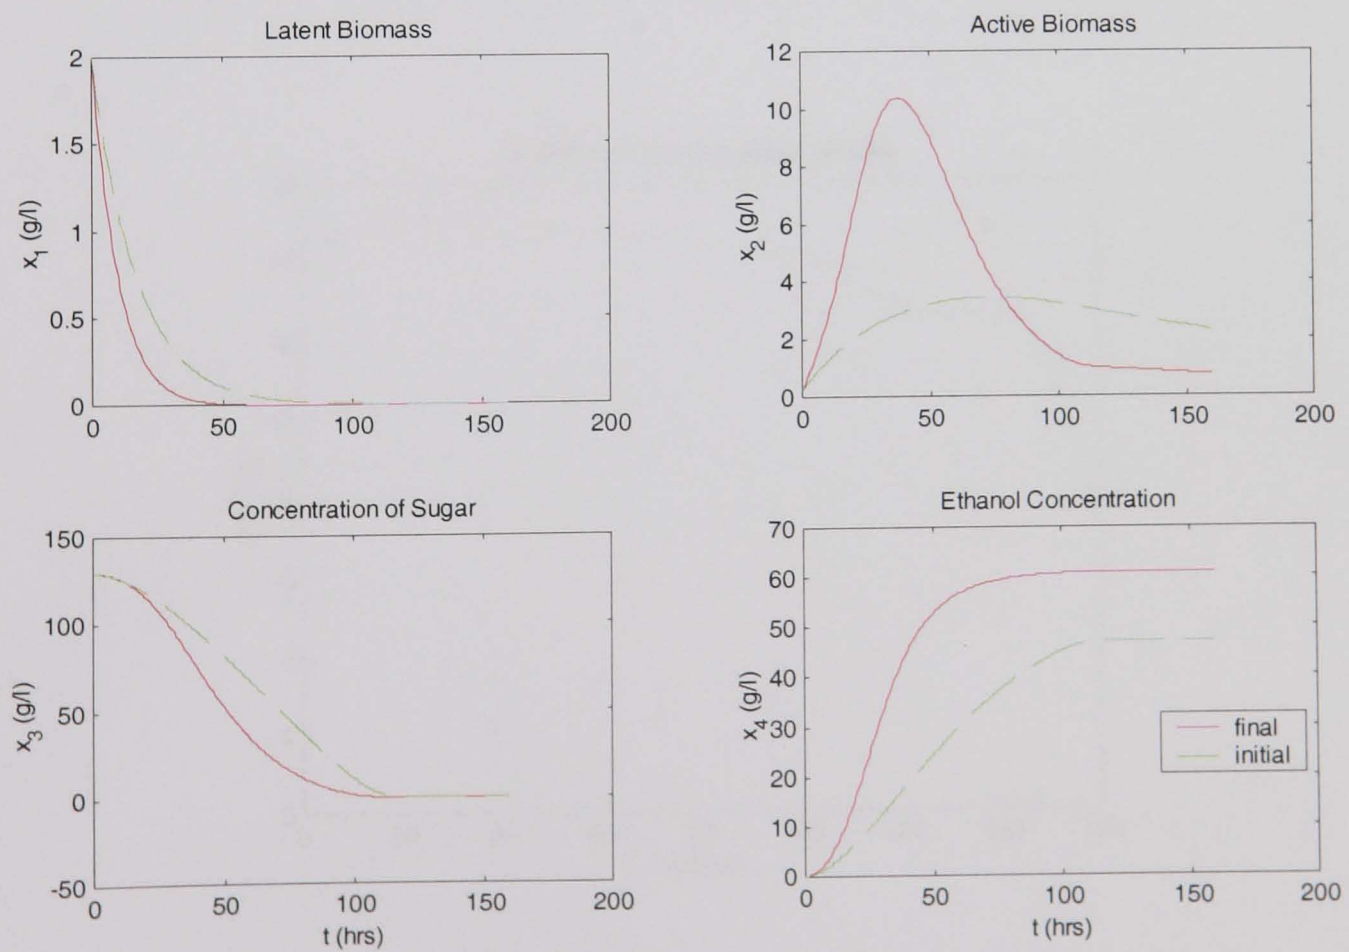 Latent Biomass
2
1.5
1
0.5
0
x1 (g/l)
0 50 100 150 200
Active Biomass
12
10
8
6
4
2
0
x2 (g/l)
0 50 100 150 200
Concentration of Sugar
150
100
50
0
-50
x3 (g/l)
0 50 100 150 200
t (hrs)
Ethanol Concentration
70
60
50
40
30
20
10
0
x4 (g/l)
final
initial
0 50 100 150 200
t (hrs)